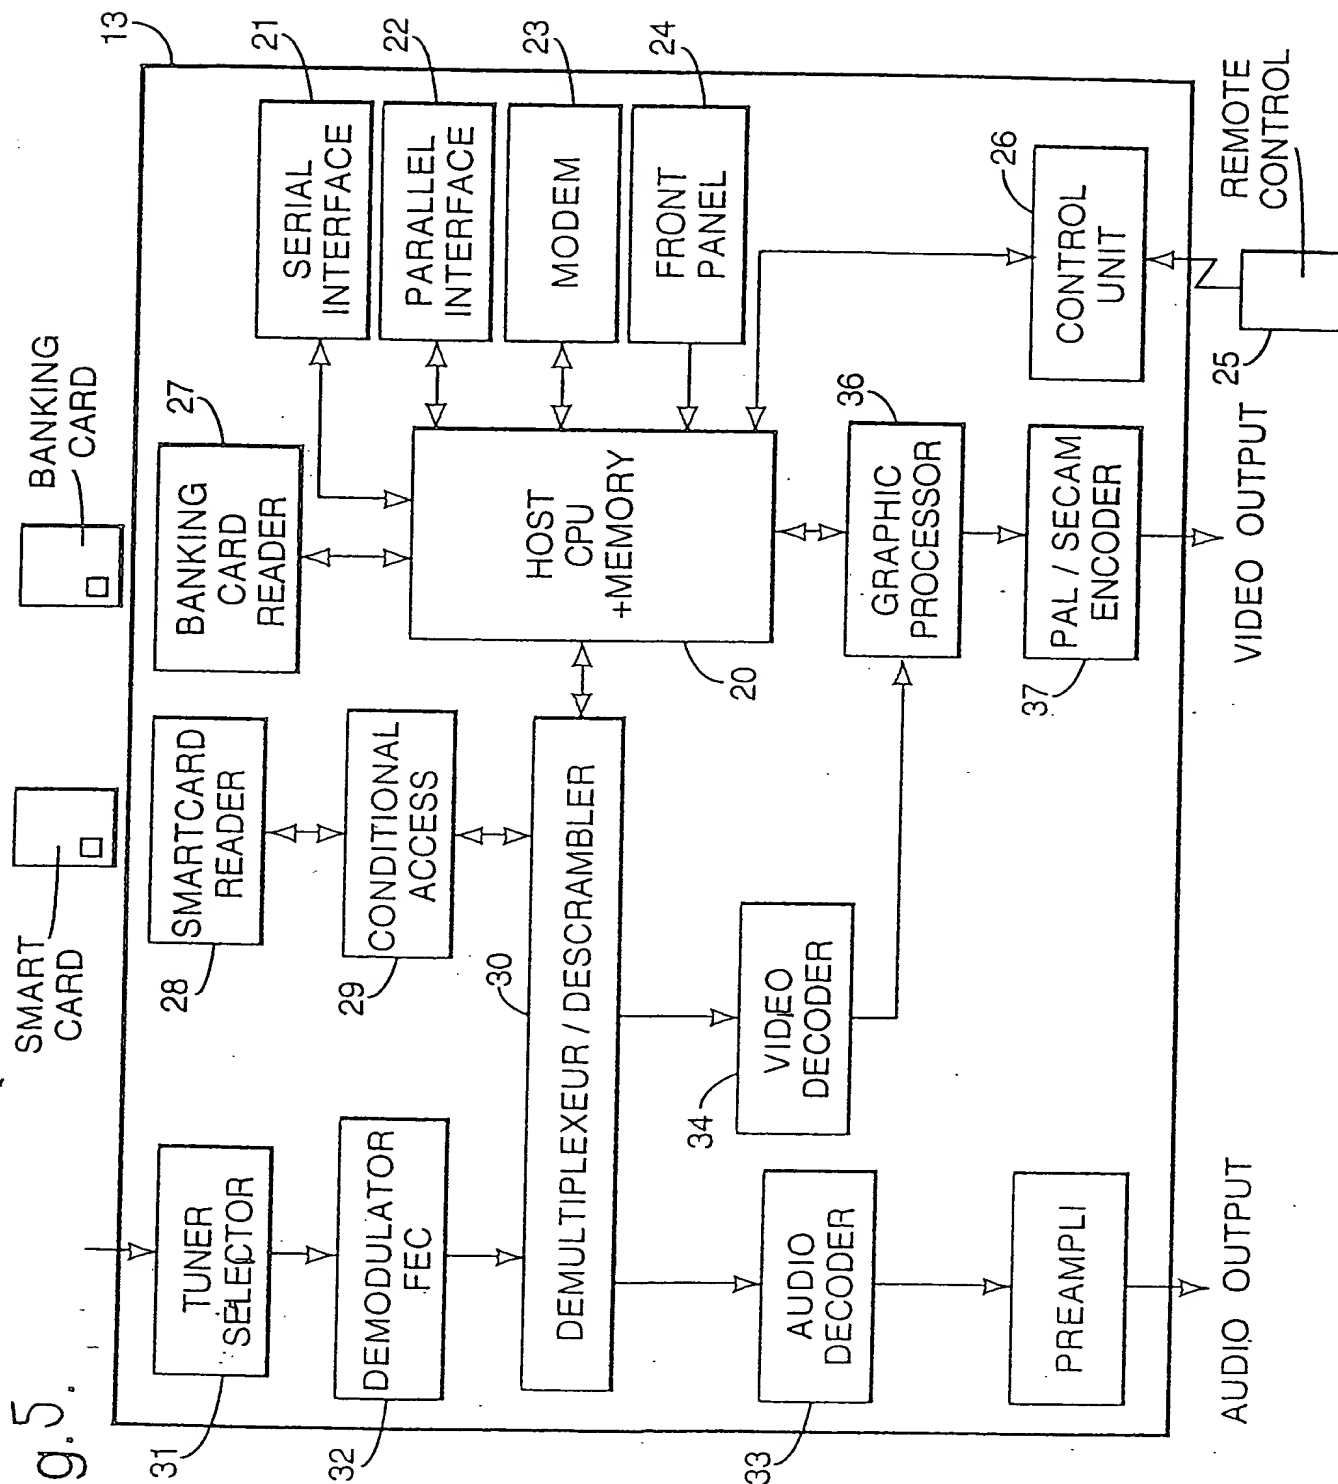 g.5.
SMART
CARD
BANKING
CARD
13
31
TUNER
SELECTOR
28
SMARTCARD
READER
27
BANKING
CARD
READER
21
SERIAL
INTERFACE
22
PARALLEL
INTERFACE
23
MODEM
24
FRONT
PANEL
32
DEMODULATOR
FEC
29
CONDITIONAL
ACCESS
30
DEMULTIPLEXEUR / DESCRAMBLER
20
HOST
CPU
+MEMORY
33
AUDIO
DECODER
34
VIDEO
DECODER
36
GRAPHIC
PROCESSOR
26
CONTROL
UNIT
PREAMPLI
37
PAL / SECAM
ENCODER
25
REMOTE
CONTROL
AUDIO OUTPUT
VIDEO OUTPUT